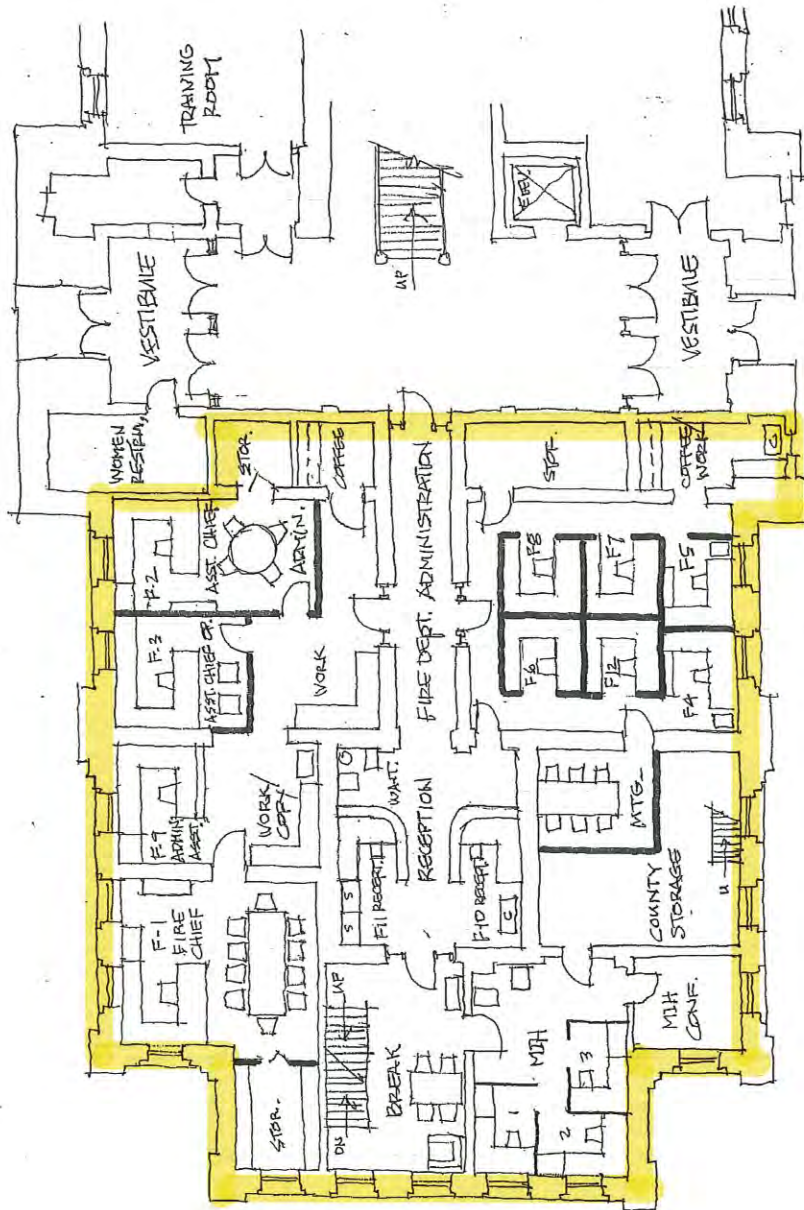 F-1
FIRE
CHIEF
F-9
ADMIN
ASST.
F-3
ASST. CHIEF OP.
F-2
ASST. CHIEF
WOMEN
RESTRM.
VESTIBULE
TRAINING
ROOM
STOR.
WORK/
COPY
WORK
ADMIN.
STOR.
COFFEE
DN
UP
S
S
F11 RECEPT.
WAIT.
UP
BREAK
RECEPTION
FIRE DEPT. ADMINISTRATION
F10 RECEPT.
C
MIH
1
2
3
MTG.
F6
F8
F12
F7
F4
F5
STOR.
ELEV.
MIH
CONF.
COUNTY
STORAGE
U
COFFEE/
WORK
C
VESTIBULE